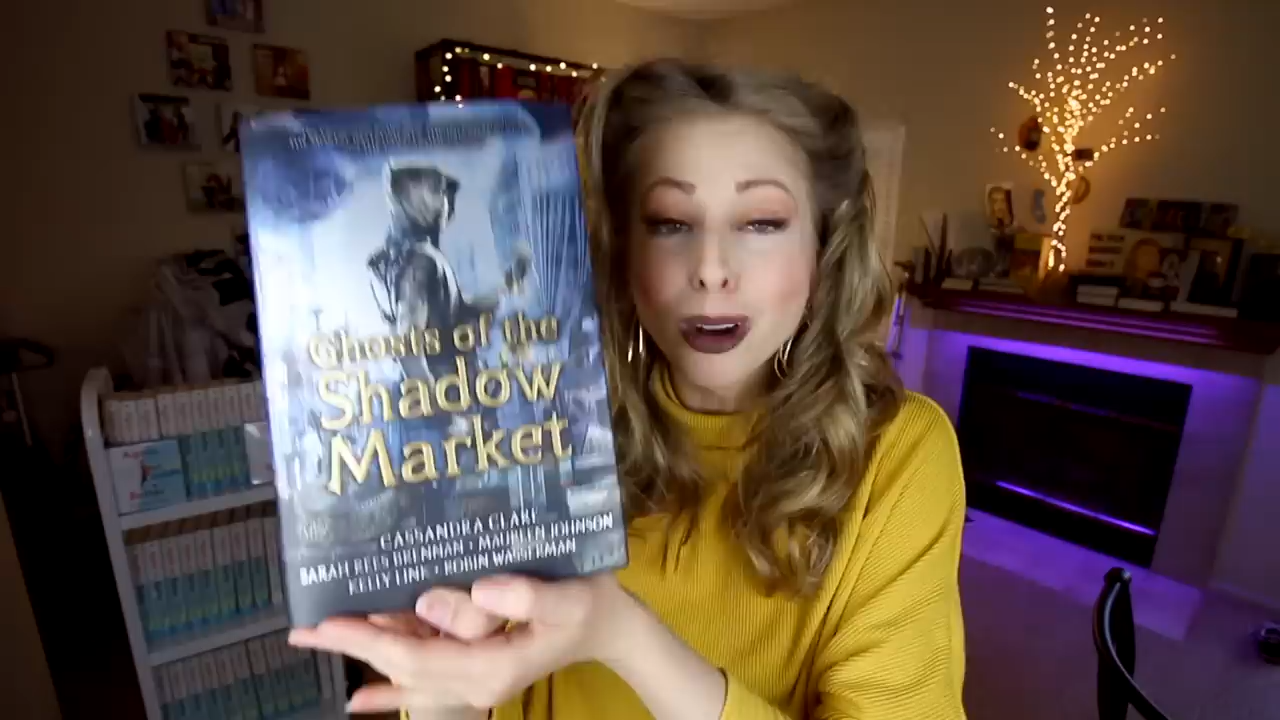 Ghosts of the
Shadow
Market
CASSANDRA CLARE
SARAH REES BRENNAN • MAUREEN JOHNSON
KELLY LINK • ROBIN WASSERMAN